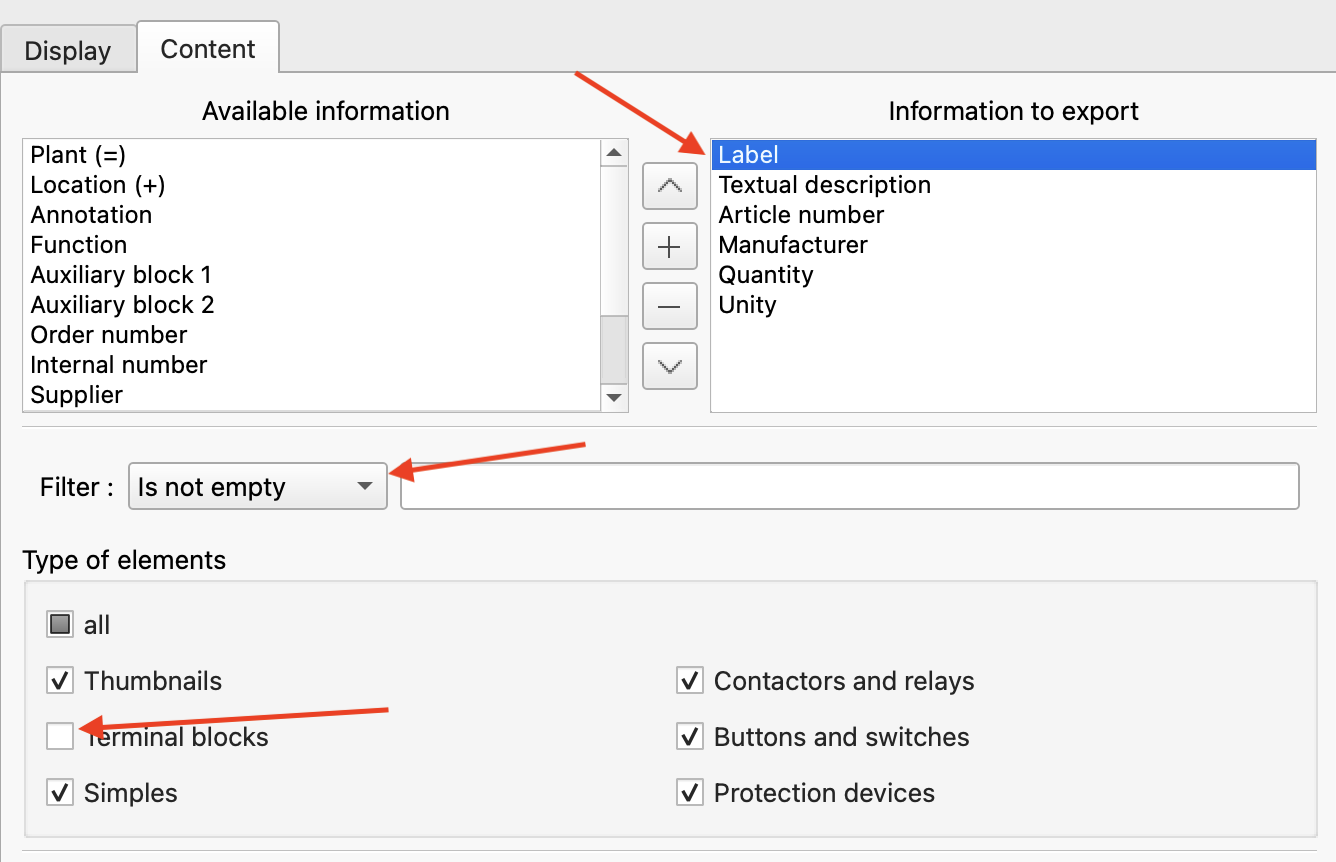 Display
Content
Available information
Information to export
Plant (=)
Location (+)
Annotation
Function
Auxiliary block 1
Auxiliary block 2
Order number
Internal number
Supplier
Label
Textual description
Article number
Manufacturer
Quantity
Unity
Filter :
Is not empty
Type of elements
all
Thumbnails
Contactors and relays
Terminal blocks
Buttons and switches
Simples
Protection devices